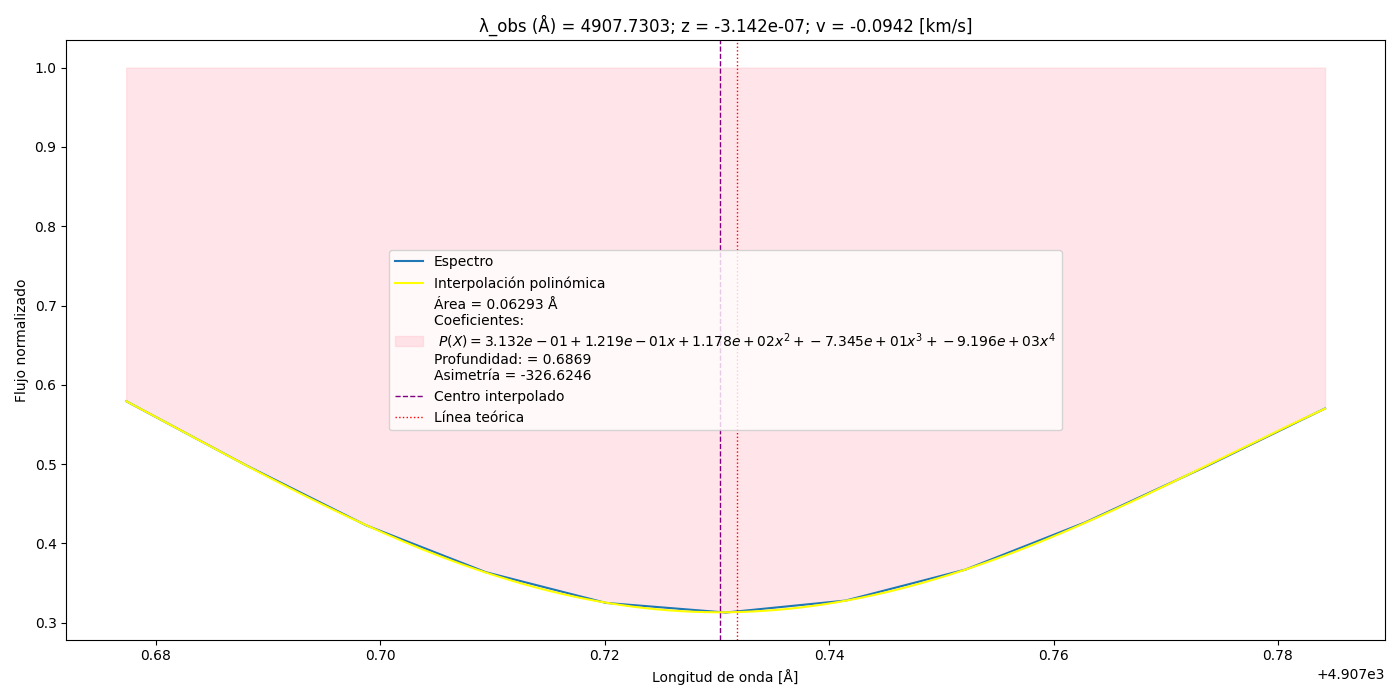 λ_obs (Å) = 4907.7303; z = -3.142e-07; v = -0.0942 [km/s]
Flujo normalizado
1.0
0.9
0.8
0.7
0.6
0.5
0.4
0.3
Espectro
Interpolación polinómica
Área = 0.06293 Å
Coeficientes:
P(X) = 3.132e − 01 + 1.219e − 01x + 1.178e + 02x² + −7.345e + 01x³ + −9.196e + 03x⁴
Profundidad: = 0.6869
Asimetría = -326.6246
Centro interpolado
Línea teórica
0.68 0.70 0.72 0.74 0.76 0.78
+4.907e3
Longitud de onda [Å]